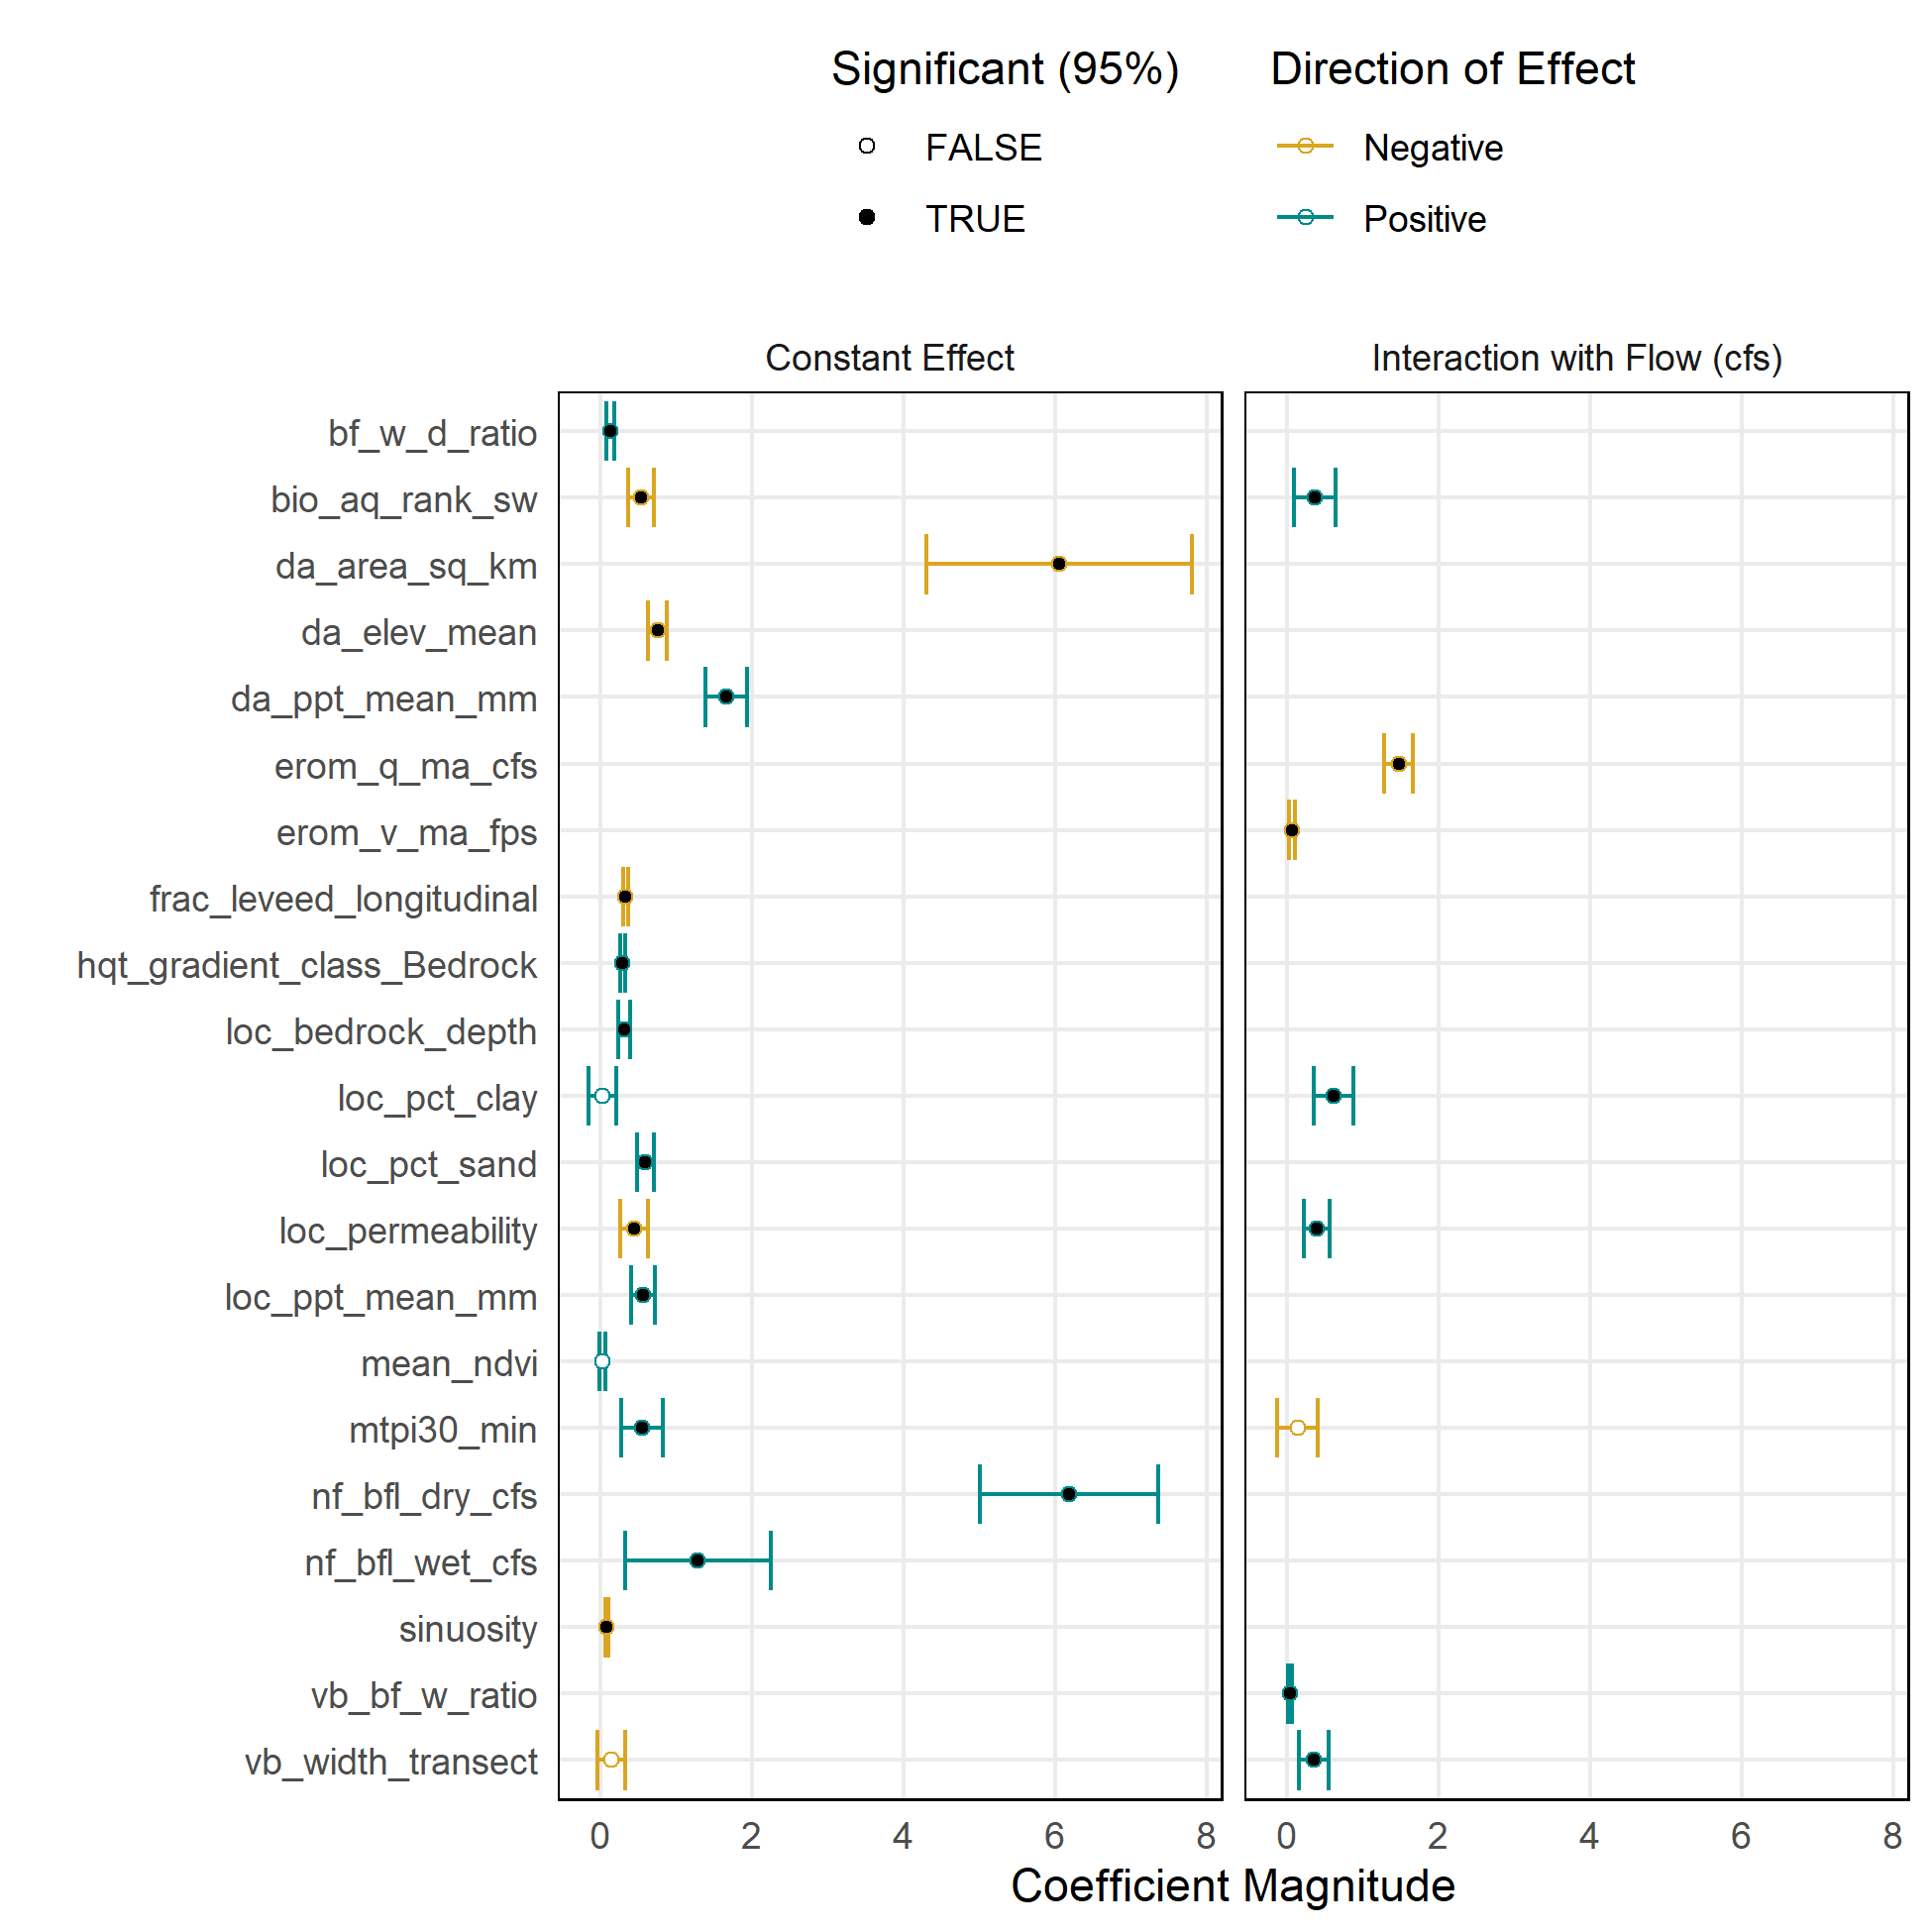 Significant (95%) Direction of Effect
FALSE Negative
TRUE Positive
Constant Effect Interaction with Flow (cfs)
bf_w_d_ratio
bio_aq_rank_sw
da_area_sq_km
da_elev_mean
da_ppt_mean_mm
erom_q_ma_cfs
erom_v_ma_fps
frac_leveed_longitudinal
hqt_gradient_class_Bedrock
loc_bedrock_depth
loc_pct_clay
loc_pct_sand
loc_permeability
loc_ppt_mean_mm
mean_ndvi
mtpi30_min
nf_bfl_dry_cfs
nf_bfl_wet_cfs
sinuosity
vb_bf_w_ratio
vb_width_transect
0 2 4 6 8 0 2 4 6 8
Coefficient Magnitude